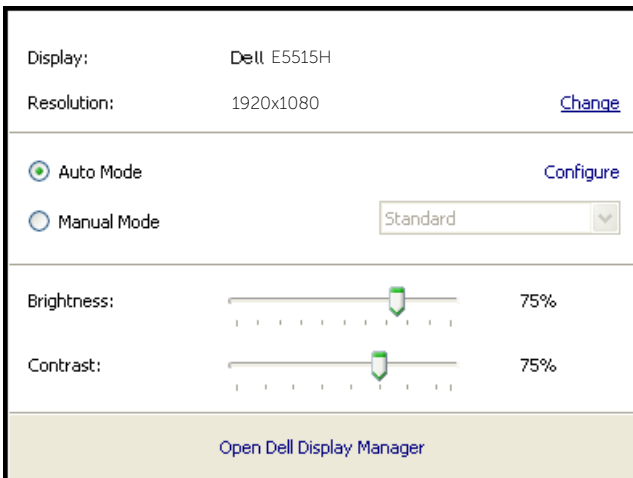 Display: Dell E5515H
Resolution: 1920x1080 Change
Auto Mode Configure
Manual Mode Standard
Brightness: 75%
Contrast: 75%
Open Dell Display Manager